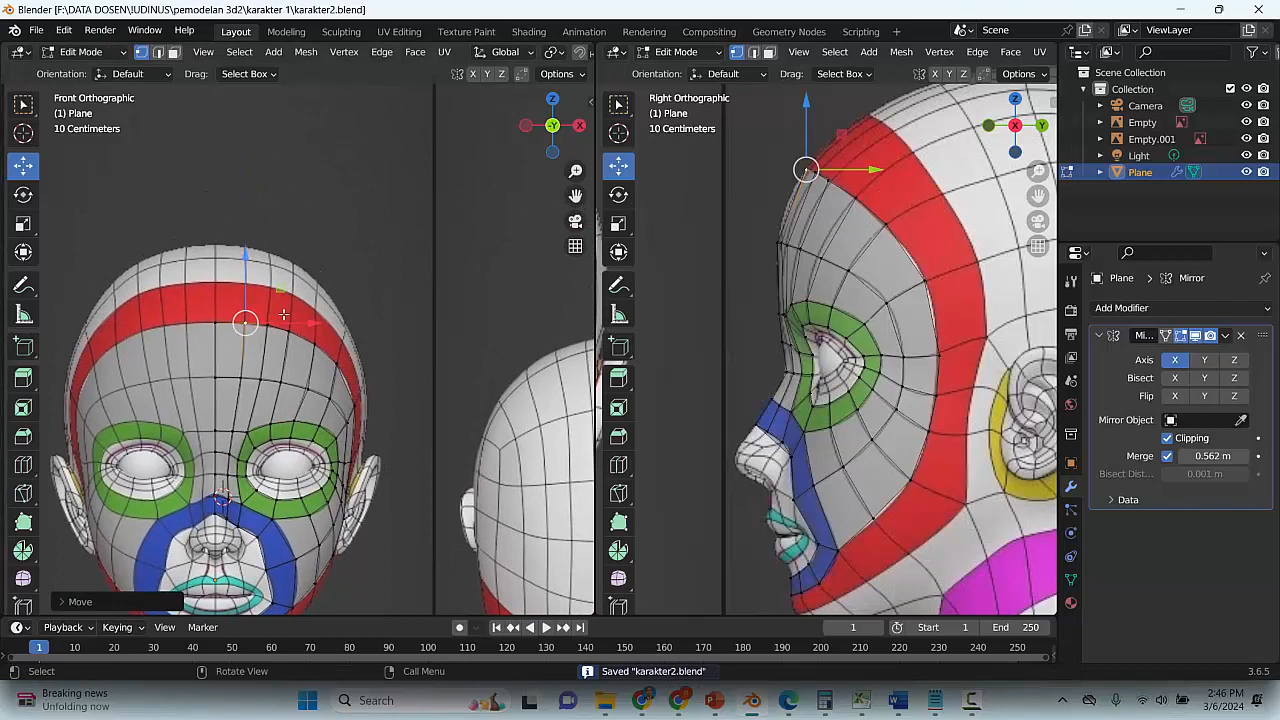 Blender [F:\DATA DOSEN\UDINUS\pemodelan 3d2\karakter 1\karakter2.blend]
File Edit Render Window Help Layout Modeling Sculpting UV Editing Texture Paint Shading Animation Rendering Compositing Geometry Nodes Scripting + Scene ViewLayer
Edit Mode View Select Add Mesh Vertex Edge Face UV Global
Edit Mode View Select Add Mesh Vertex Edge Face UV
Orientation: Default Drag: Select Box X Y Z Options
Orientation: Default Drag: Select Box X Y Z Options
Front Orthographic
(1) Plane
10 Centimeters
Z
-Y
X
Right Orthographic
(1) Plane
10 Centimeters
Z
X
Y
Move
Scene Collection
Collection
Camera
Empty
Empty.001
Light
Plane
Plane Mirror
Add Modifier
Mi...
Axis X Y Z
Bisect X Y Z
Flip X Y Z
Mirror Object
Clipping
Merge 0.562 m
Bisect Dist... 0.001 m
Data
Playback Keying View Marker 1 Start 1 End 250
1 10 20 30 40 50 60 70 80 90 100 110 120 130 140 150 160 170 180 190 200 210 220 230 240 250
Select Rotate View Call Menu Saved "karakter2.blend" 3.6.5
Breaking news
Unfolding now
Search
2:46 PM
3/6/2024